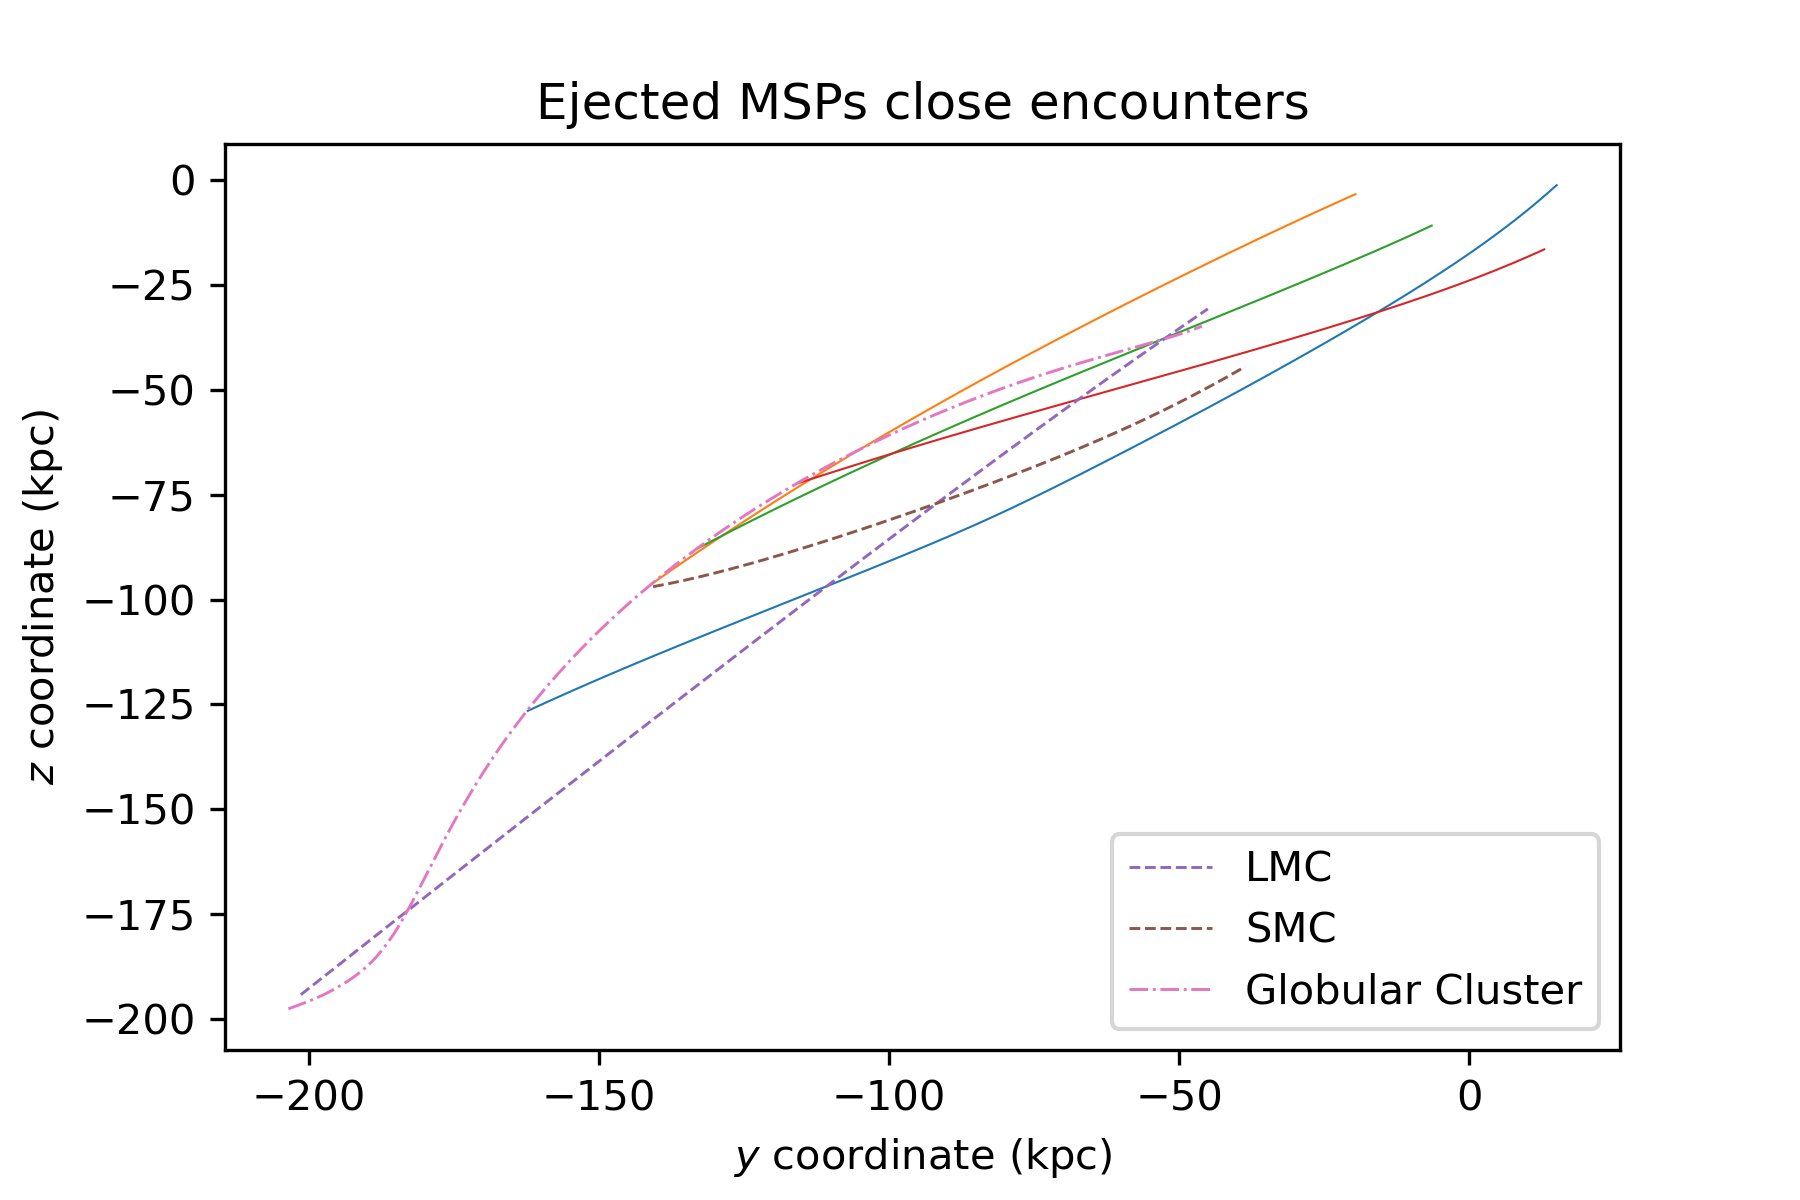 Ejected MSPs close encounters
0
−25
−50
−75
−100
−125
−150
−175
−200
z coordinate (kpc)
−200
−150
−100
−50
0
y coordinate (kpc)
LMC
SMC
Globular Cluster